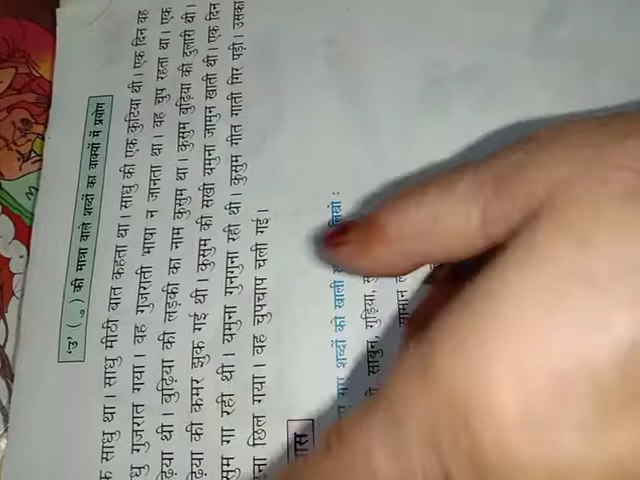 'उ' ( ु ) की मात्रा वाले शब्दों का वाक्यों में प्रयोग
साधु था। साधु मीठी बात कहता था। साधु की एक कुटिया थी। एक दिन वह
गुजरात गया। वह गुजराती भाषा न जानता था। वह चुप रहता था। एक
थी। बुढ़िया की लड़की का नाम कुसुम था। कुसुम बुढ़िया की दुलारी थी।
की कमर झुक गई थी। कुसुम की सखी यमुना जामुन खाती थी। एक दिन
गा रही थी। यमुना गुनगुना रही थी। कुसुम गीत गाती गिर पड़ी। उसका
छिल गया। वह चुपचाप चली गई।
शब्दों को खाली लिखो :
साबुन, गुड़िया,
सामान